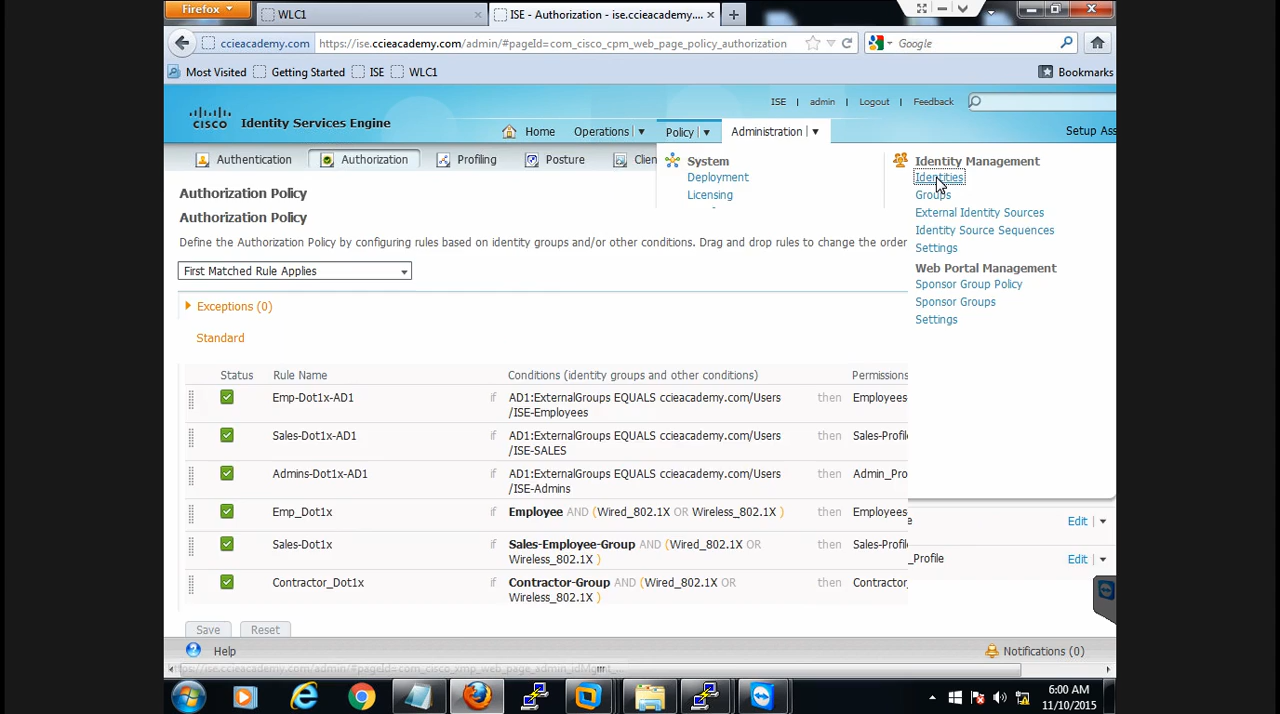 Firefox
WLC1
ISE - Authorization - ise.ccieacademy....
ccieacademy.com
https://ise.ccieacademy.com/admin/#pageId=com_cisco_cpm_web_page_policy_authorization
Google
Most Visited
Getting Started
ISE
WLC1
Bookmarks
ISE | admin | Logout | Feedback
CISCO Identity Services Engine
Home
Operations
Policy
Administration
Setup Ass
Authentication
Authorization
Profiling
Posture
Clien
System
Deployment
Licensing
Identity Management
Identities
Groups
External Identity Sources
Identity Source Sequences
Settings
Web Portal Management
Sponsor Group Policy
Sponsor Groups
Settings
Authorization Policy
Authorization Policy
Define the Authorization Policy by configuring rules based on identity groups and/or other conditions. Drag and drop rules to change the order
First Matched Rule Applies
Exceptions (0)
Standard
Status Rule Name Conditions (identity groups and other conditions) Permissions
Emp-Dot1x-AD1 if AD1:ExternalGroups EQUALS ccieacademy.com/Users then Employees
/ISE-Employees
Sales-Dot1x-AD1 if AD1:ExternalGroups EQUALS ccieacademy.com/Users then Sales-Profile
/ISE-SALES
Admins-Dot1x-AD1 if AD1:ExternalGroups EQUALS ccieacademy.com/Users then Admin_Pro
/ISE-Admins
Emp_Dot1x if Employee AND (Wired_802.1X OR Wireless_802.1X ) then Employees
e Edit
Sales-Dot1x if Sales-Employee-Group AND (Wired_802.1X OR then Sales-Profile
Wireless_802.1X )
_Profile Edit
Contractor_Dot1x if Contractor-Group AND (Wired_802.1X OR then Contractor_
Wireless_802.1X )
Save
Reset
Help
Notifications (0)
https://ise.ccieacademy.com/admin/#pageId=com_cisco_xmp_web_page_admin_idMgmt_...
6:00 AM
11/10/2015